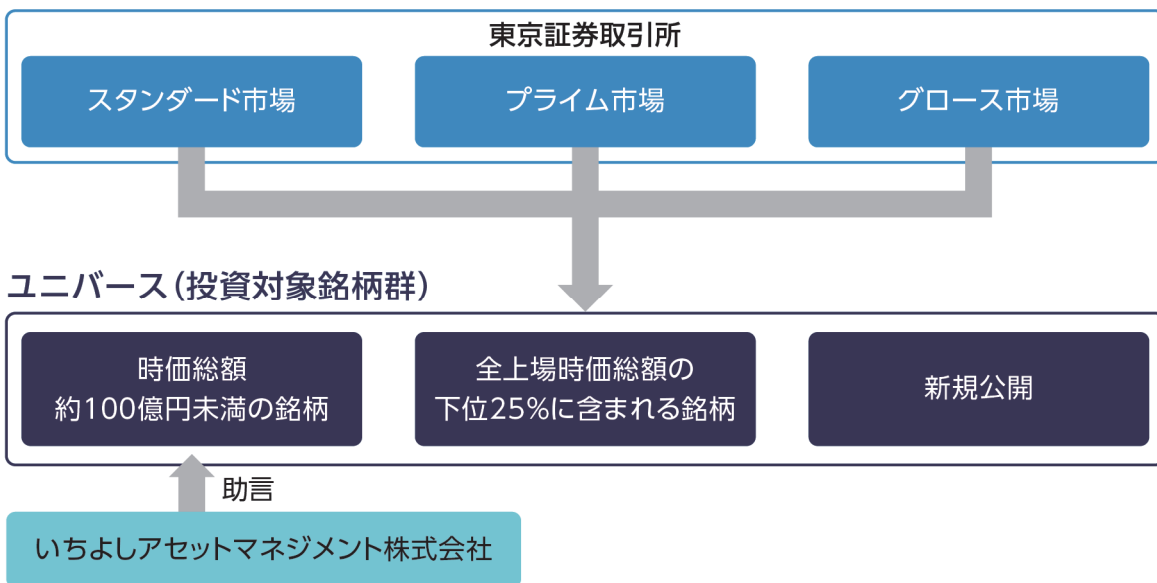 東京証券取引所
スタンダード市場
プライム市場
グロース市場
ユニバース(投資対象銘柄群)
時価総額
約100億円未満の銘柄
全上場時価総額の
下位25%に含まれる銘柄
新規公開
助言
いちよしアセットマネジメント株式会社